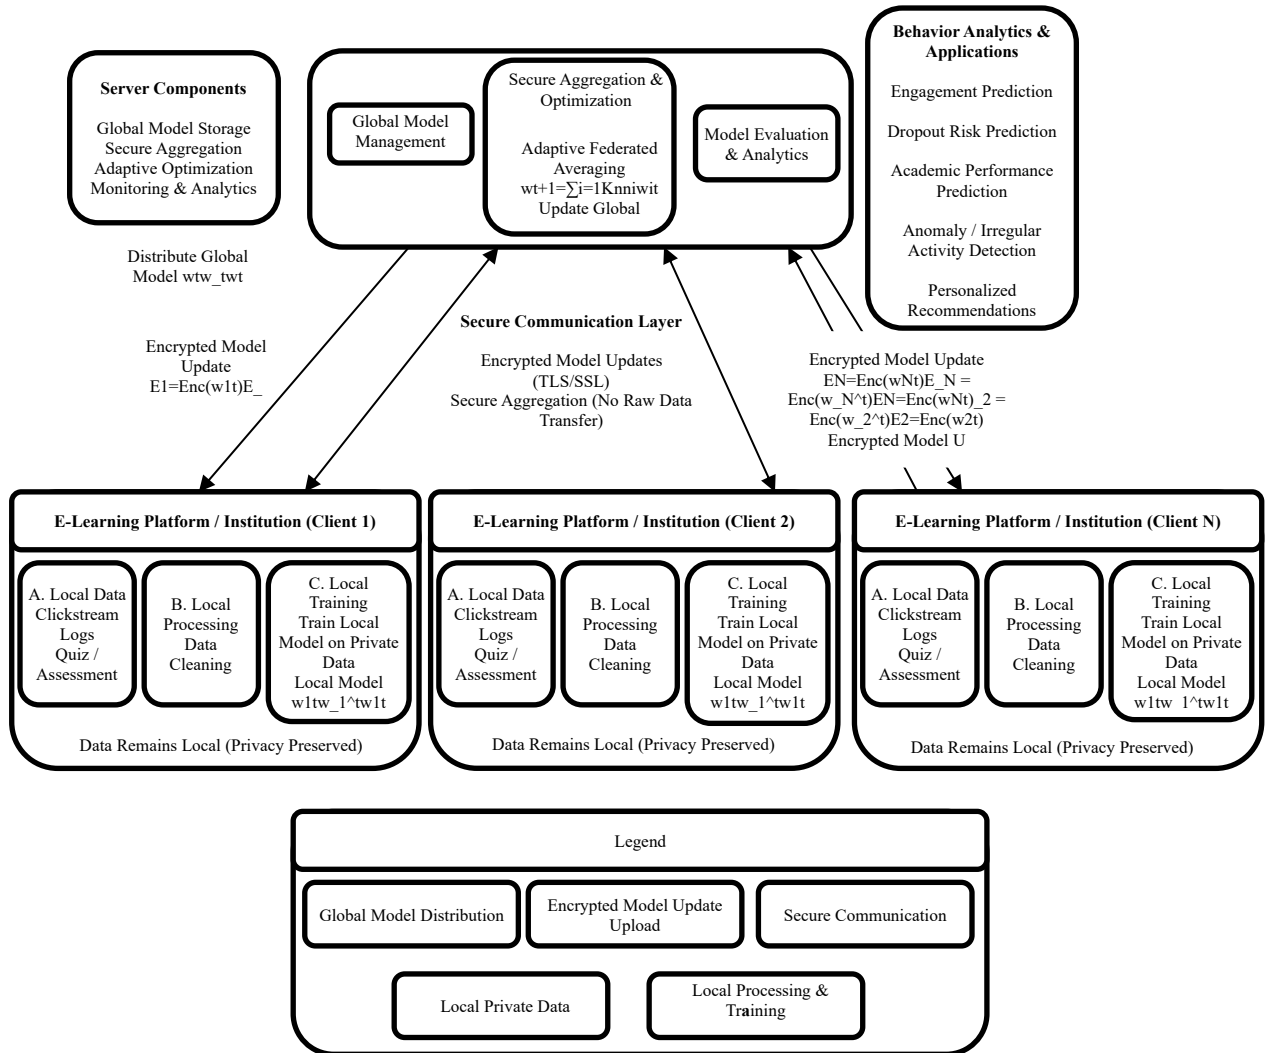 Server Components
Global Model Storage
Secure Aggregation
Adaptive Optimization
Monitoring & Analytics
Global Model
Management
Secure Aggregation &
Optimization
Adaptive Federated
Averaging
wt+1=∑i=1Knniwit
Update Global
Model Evaluation
& Analytics
Behavior Analytics &
Applications
Engagement Prediction
Dropout Risk Prediction
Academic Performance
Prediction
Anomaly / Irregular
Activity Detection
Personalized
Recommendations
Distribute Global
Model wtw_twt
Encrypted Model
Update
E1=Enc(w1t)E_
Secure Communication Layer
Encrypted Model Updates
(TLS/SSL)
Secure Aggregation (No Raw Data
Transfer)
Encrypted Model Update
EN=Enc(wNt)E_N =
Enc(w_N^t)EN=Enc(wNt)_2 =
Enc(w_2^t)E2=Enc(w2t)
Encrypted Model U
E-Learning Platform / Institution (Client 1)
A. Local Data
Clickstream
Logs
Quiz /
Assessment
B. Local
Processing
Data
Cleaning
C. Local
Training
Train Local
Model on Private
Data
Local Model
w1tw_1^tw1t
Data Remains Local (Privacy Preserved)
E-Learning Platform / Institution (Client 2)
A. Local Data
Clickstream
Logs
Quiz /
Assessment
B. Local
Processing
Data
Cleaning
C. Local
Training
Train Local
Model on Private
Data
Local Model
w1tw_1^tw1t
Data Remains Local (Privacy Preserved)
E-Learning Platform / Institution (Client N)
A. Local Data
Clickstream
Logs
Quiz /
Assessment
B. Local
Processing
Data
Cleaning
C. Local
Training
Train Local
Model on Private
Data
Local Model
w1tw_1^tw1t
Data Remains Local (Privacy Preserved)
Legend
Global Model Distribution
Encrypted Model Update
Upload
Secure Communication
Local Private Data
Local Processing &
Training